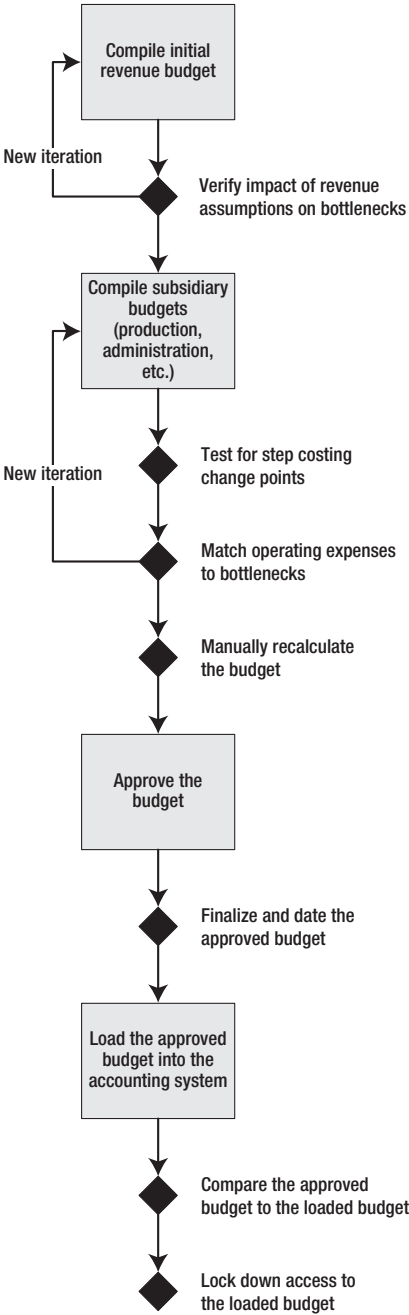 Compile initial
revenue budget
New iteration
Verify impact of revenue
assumptions on bottlenecks
Compile subsidiary
budgets
(production,
administration,
etc.)
Test for step costing
change points
New iteration
Match operating expenses
to bottlenecks
Manually recalculate
the budget
Approve the
budget
Finalize and date the
approved budget
Load the approved
budget into the
accounting system
Compare the approved
budget to the loaded budget
Lock down access to
the loaded budget